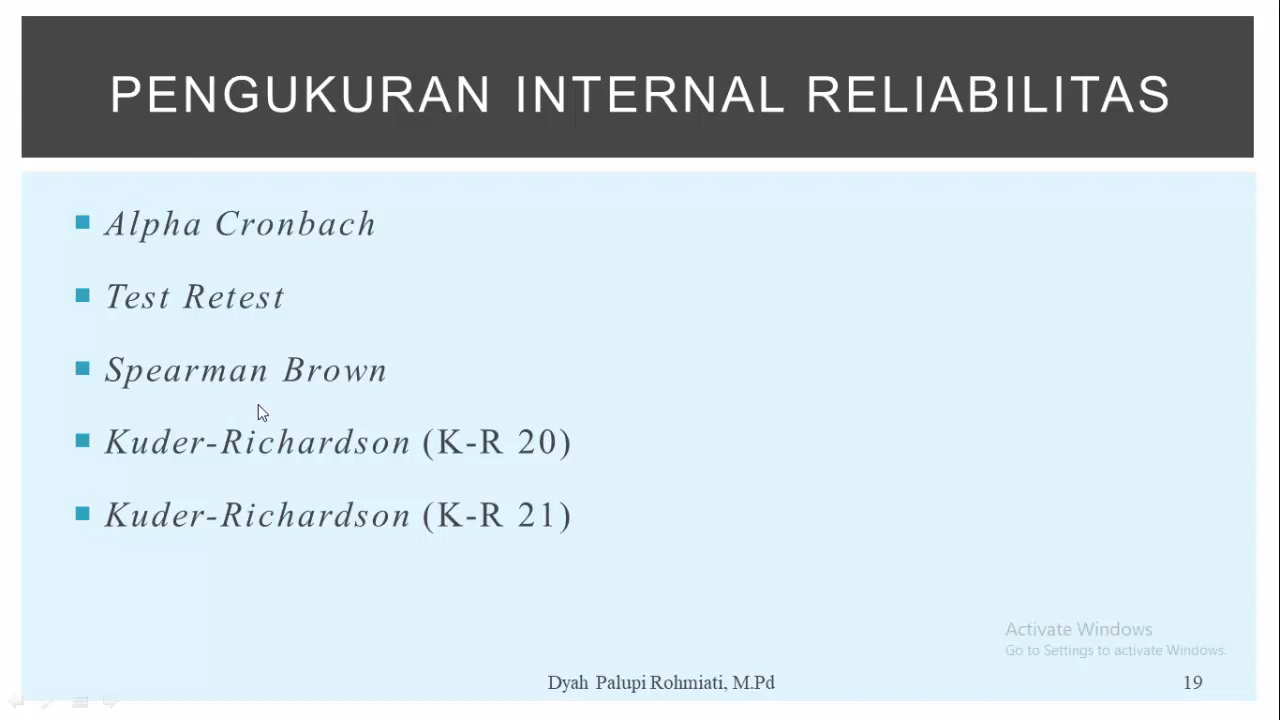 PENGUKURAN INTERNAL RELIABILITAS
Alpha Cronbach
Test Retest
Spearman Brown
Kuder-Richardson (K-R 20)
Kuder-Richardson (K-R 21)
Activate Windows
Go to Settings to activate Windows.
Dyah Palupi Rohmiati, M.Pd
19